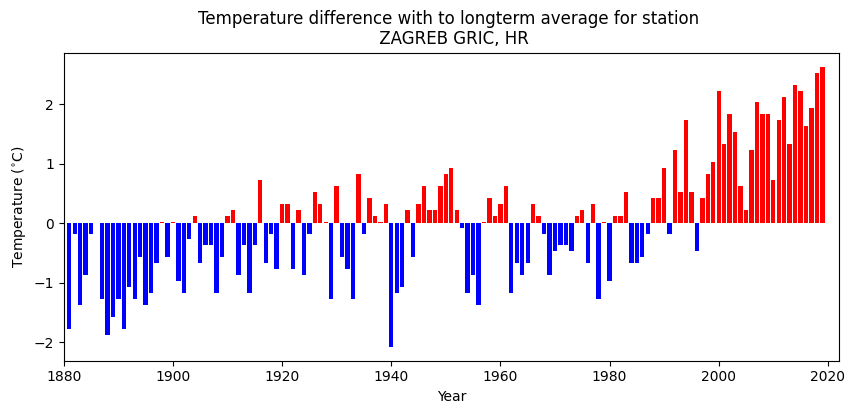 Temperature difference with to longterm average for station
ZAGREB GRIC, HR
Temperature (°C)
2
1
0
−1
−2
1880 1900 1920 1940 1960 1980 2000 2020
Year